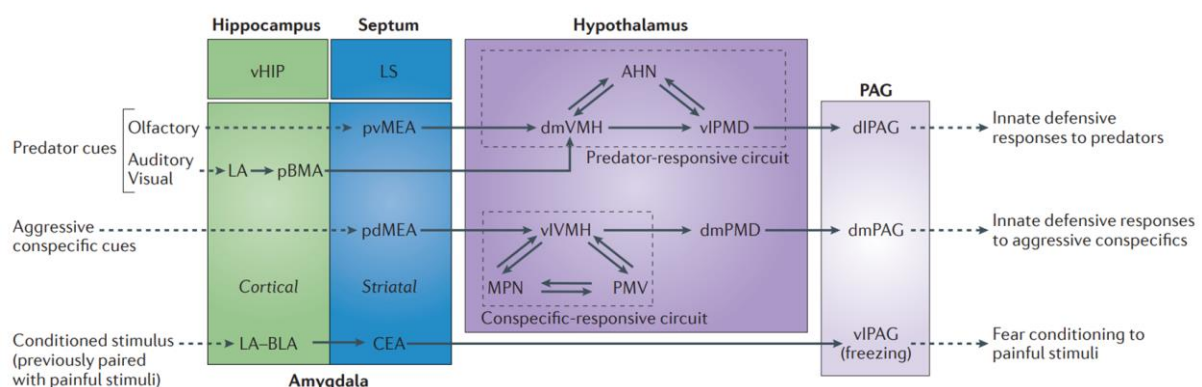 Hippocampus
Septum
Hypothalamus
vHIP
LS
PAG
Predator cues
Olfactory
Auditory
Visual
LA
pBMA
pvMEA
AHN
dmVMH
vlPMD
Predator-responsive circuit
dlPAG
Innate defensive
responses to predators
Aggressive
conspecific cues
pdMEA
vlVMH
dmPMD
MPN
PMV
Conspecific-responsive circuit
dmPAG
Innate defensive responses
to aggressive conspecifics
Cortical
Striatal
Conditioned stimulus
(previously paired
with painful stimuli)
LA–BLA
CEA
vlPAG
(freezing)
Fear conditioning to
painful stimuli
Amygdala